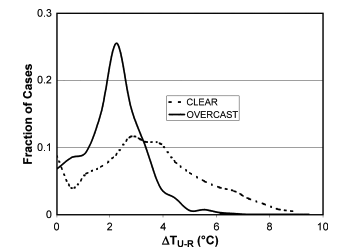 0.3
0.2
0.1
0
Fraction of Cases
CLEAR
OVERCAST
0 2 4 6 8 10
ΔTU-R (°C)